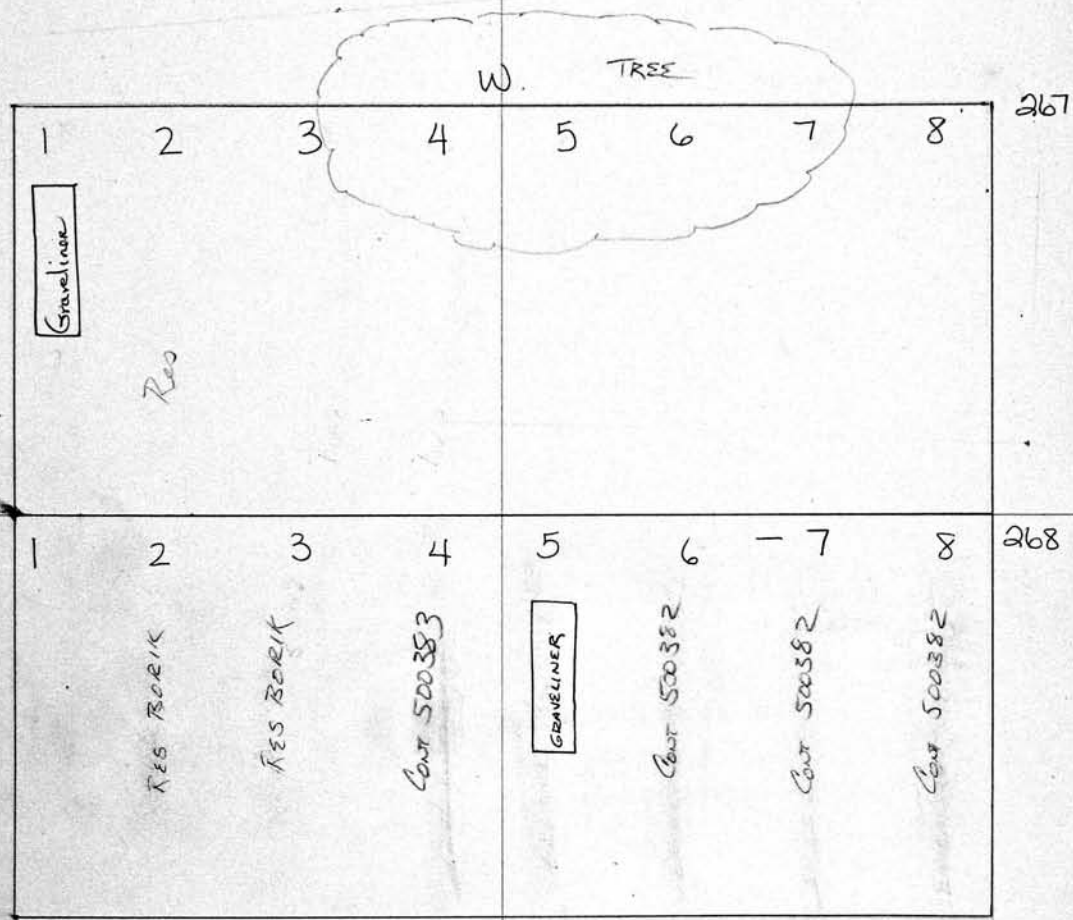 W. TREE
267
1 2 3 4 5 6 7 8
Graveliner
Res
268
1 2 3 4 5 6 - 7 8
RES BORIK
RES BORIK
CONT 500383
GRAVELINER
CONT 500382
CONT 500382
CONT 500382